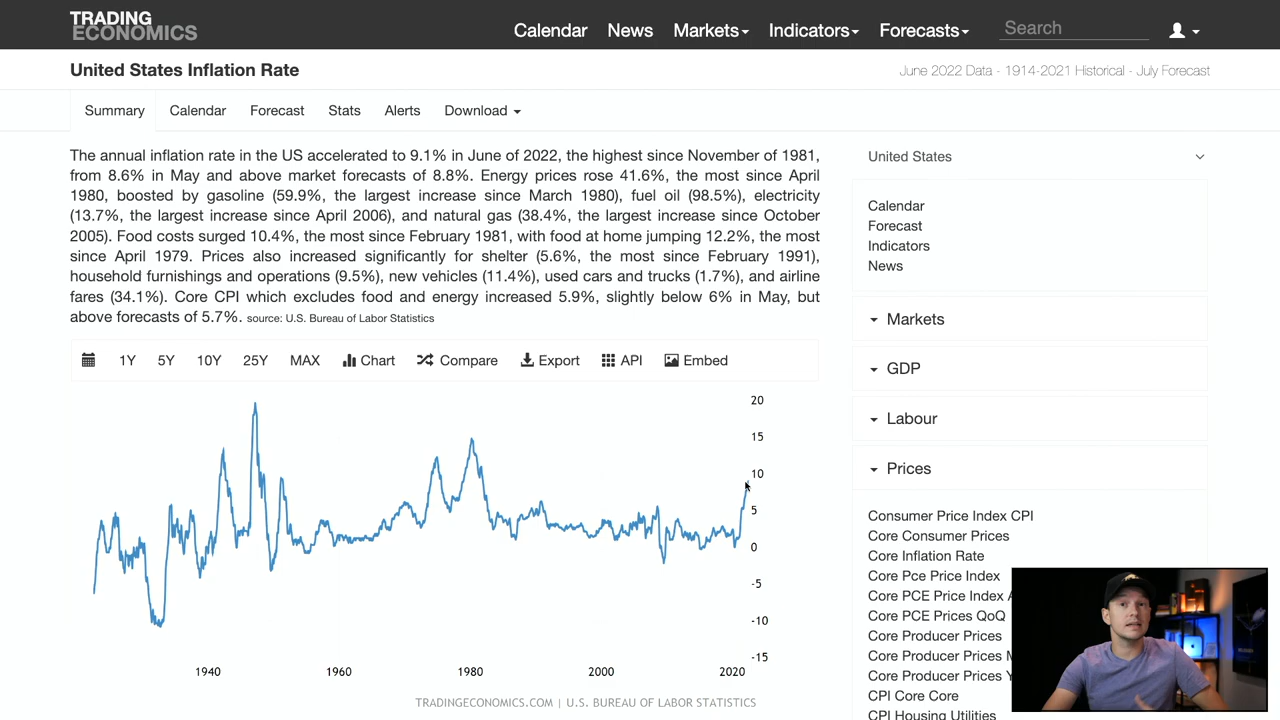 TRADING
ECONOMICS
Calendar News Markets Indicators Forecasts Search
United States Inflation Rate
June 2022 Data - 1914-2021 Historical - July Forecast
Summary Calendar Forecast Stats Alerts Download
The annual inflation rate in the US accelerated to 9.1% in June of 2022, the highest since November of 1981,
from 8.6% in May and above market forecasts of 8.8%. Energy prices rose 41.6%, the most since April
1980, boosted by gasoline (59.9%, the largest increase since March 1980), fuel oil (98.5%), electricity
(13.7%, the largest increase since April 2006), and natural gas (38.4%, the largest increase since October
2005). Food costs surged 10.4%, the most since February 1981, with food at home jumping 12.2%, the most
since April 1979. Prices also increased significantly for shelter (5.6%, the most since February 1991),
household furnishings and operations (9.5%), new vehicles (11.4%), used cars and trucks (1.7%), and airline
fares (34.1%). Core CPI which excludes food and energy increased 5.9%, slightly below 6% in May, but
above forecasts of 5.7%. source: U.S. Bureau of Labor Statistics
1Y 5Y 10Y 25Y MAX Chart Compare Export API Embed
20
15
10
5
0
-5
-10
-15
1940 1960 1980 2000 2020
TRADINGECONOMICS.COM | U.S. BUREAU OF LABOR STATISTICS
United States
Calendar
Forecast
Indicators
News
Markets
GDP
Labour
Prices
Consumer Price Index CPI
Core Consumer Prices
Core Inflation Rate
Core Pce Price Index
Core PCE Price Index A
Core PCE Prices QoQ
Core Producer Prices
Core Producer Prices M
Core Producer Prices Y
CPI Core Core
CPI Housing Utilities